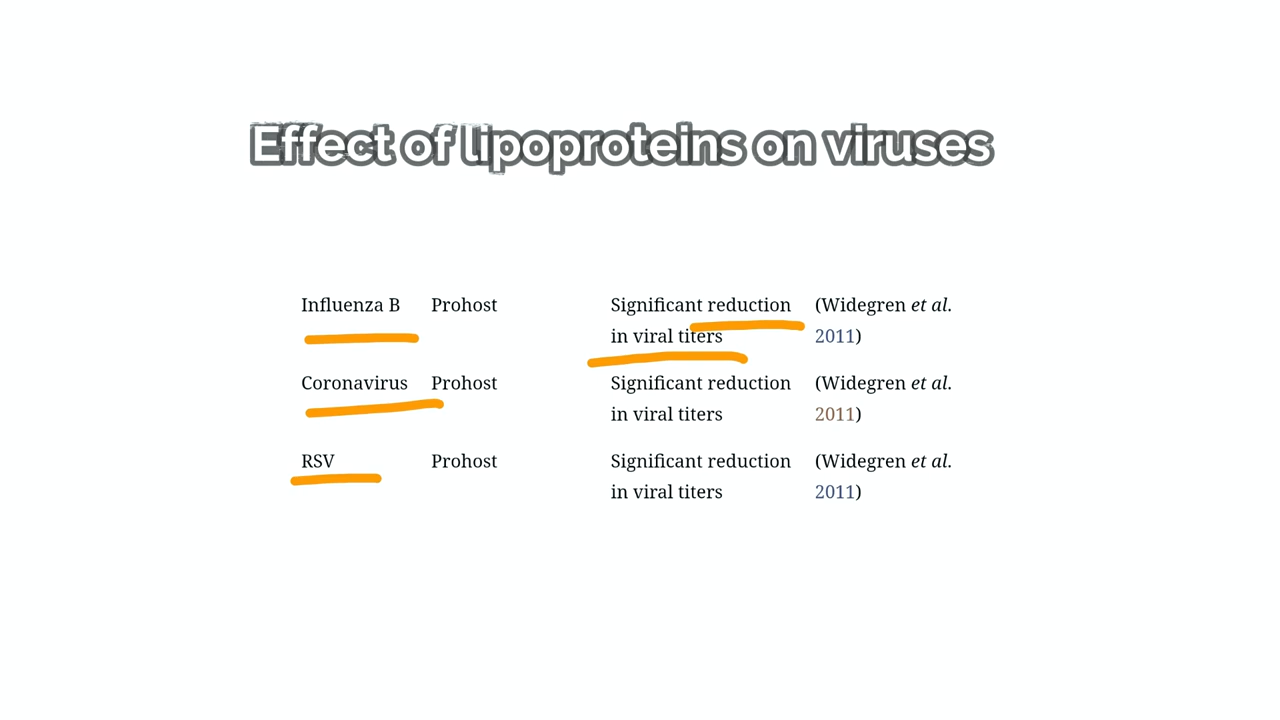 Effect of lipoproteins on viruses
Influenza B Prohost Significant reduction (Widegren et al.
in viral titers 2011)
Coronavirus Prohost Significant reduction (Widegren et al.
in viral titers 2011)
RSV Prohost Significant reduction (Widegren et al.
in viral titers 2011)